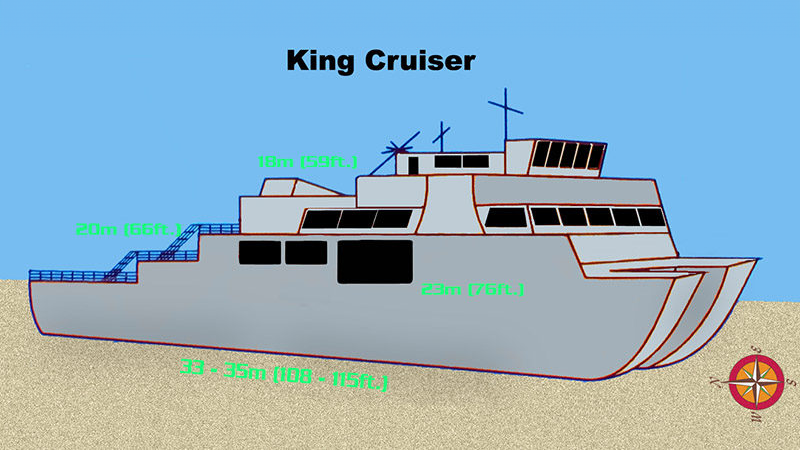 King Cruiser
18m (59ft.)
20m (66ft.)
23m (76ft.)
33 - 35m (108 - 115ft.)
N
S
W